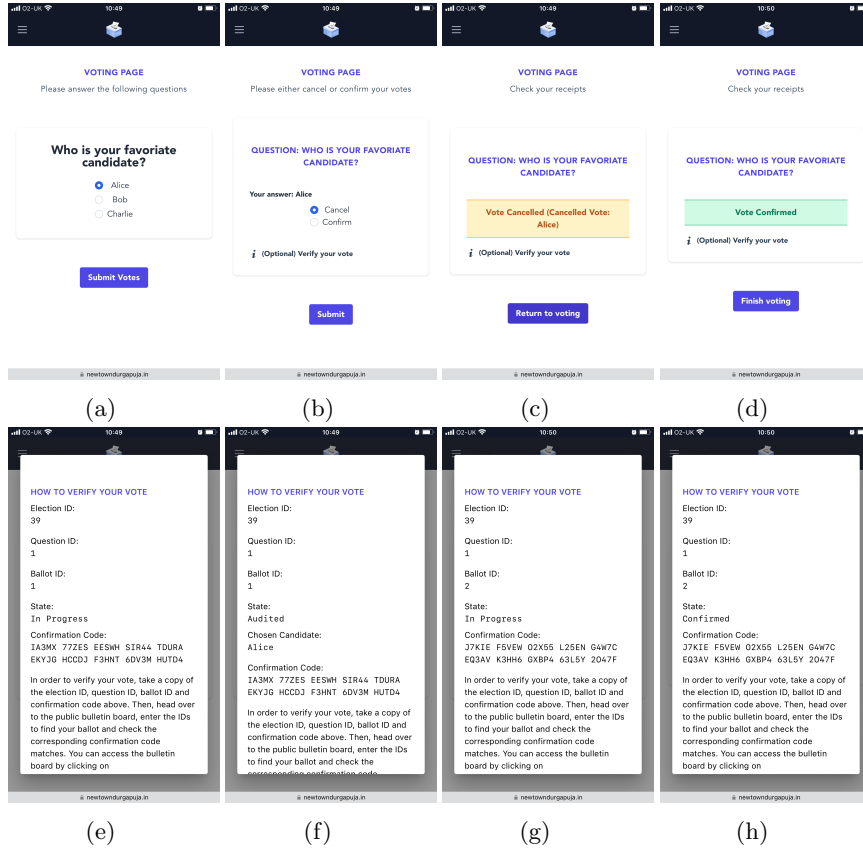 O2-UK 10:49
VOTING PAGE
Please answer the following questions
Who is your favoriate
candidate?
Alice
Bob
Charlie
Submit Votes
newtowndurgapuja.in
(a)
O2-UK 10:49
VOTING PAGE
Please either cancel or confirm your votes
QUESTION: WHO IS YOUR FAVORIATE
CANDIDATE?
Your answer: Alice
Cancel
Confirm
i (Optional) Verify your vote
Submit
newtowndurgapuja.in
(b)
O2-UK 10:49
VOTING PAGE
Check your receipts
QUESTION: WHO IS YOUR FAVORIATE
CANDIDATE?
Vote Cancelled (Cancelled Vote:
Alice)
i (Optional) Verify your vote
Return to voting
newtowndurgapuja.in
(c)
O2-UK 10:50
VOTING PAGE
Check your receipts
QUESTION: WHO IS YOUR FAVORIATE
CANDIDATE?
Vote Confirmed
i (Optional) Verify your vote
Finish voting
newtowndurgapuja.in
(d)
O2-UK 10:49
HOW TO VERIFY YOUR VOTE
Election ID:
39
Question ID:
1
Ballot ID:
1
State:
In Progress
Confirmation Code:
IA3MX 77ZES EESWH SIR44 TDURA
EKYJG HCCDJ F3HNT 6DV3M HUTD4
In order to verify your vote, take a copy of
the election ID, question ID, ballot ID and
confirmation code above. Then, head over
to the public bulletin board, enter the IDs
to find your ballot and check the
corresponding confirmation code
matches. You can access the bulletin
board by clicking on
newtowndurgapuja.in
(e)
O2-UK 10:49
HOW TO VERIFY YOUR VOTE
Election ID:
39
Question ID:
1
Ballot ID:
1
State:
Audited
Chosen Candidate:
Alice
Confirmation Code:
IA3MX 77ZES EESWH SIR44 TDURA
EKYJG HCCDJ F3HNT 6DV3M HUTD4
In order to verify your vote, take a copy of
the election ID, question ID, ballot ID and
confirmation code above. Then, head over
to the public bulletin board, enter the IDs
to find your ballot and check the
corresponding confirmation code
newtowndurgapuja.in
(f)
O2-UK 10:50
HOW TO VERIFY YOUR VOTE
Election ID:
39
Question ID:
1
Ballot ID:
2
State:
In Progress
Confirmation Code:
J7KIE F5VEW O2X55 L25EN G4W7C
EQ3AV K3HH6 GXBP4 63L5Y 2O47F
In order to verify your vote, take a copy of
the election ID, question ID, ballot ID and
confirmation code above. Then, head over
to the public bulletin board, enter the IDs
to find your ballot and check the
corresponding confirmation code
matches. You can access the bulletin
board by clicking on
newtowndurgapuja.in
(g)
O2-UK 10:50
HOW TO VERIFY YOUR VOTE
Election ID:
39
Question ID:
1
Ballot ID:
2
State:
Confirmed
Confirmation Code:
J7KIE F5VEW O2X55 L25EN G4W7C
EQ3AV K3HH6 GXBP4 63L5Y 2O47F
In order to verify your vote, take a copy of
the election ID, question ID, ballot ID and
confirmation code above. Then, head over
to the public bulletin board, enter the IDs
to find your ballot and check the
corresponding confirmation code
matches. You can access the bulletin
board by clicking on
newtowndurgapuja.in
(h)